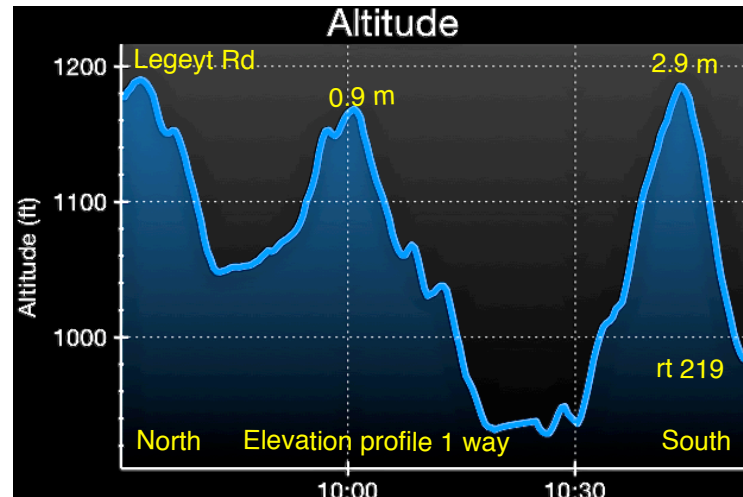 Altitude
1200
Legeyt Rd
2.9 m
0.9 m
1100
Altitude (ft)
1000
rt 219
North
Elevation profile 1 way
South
10:00
10:30